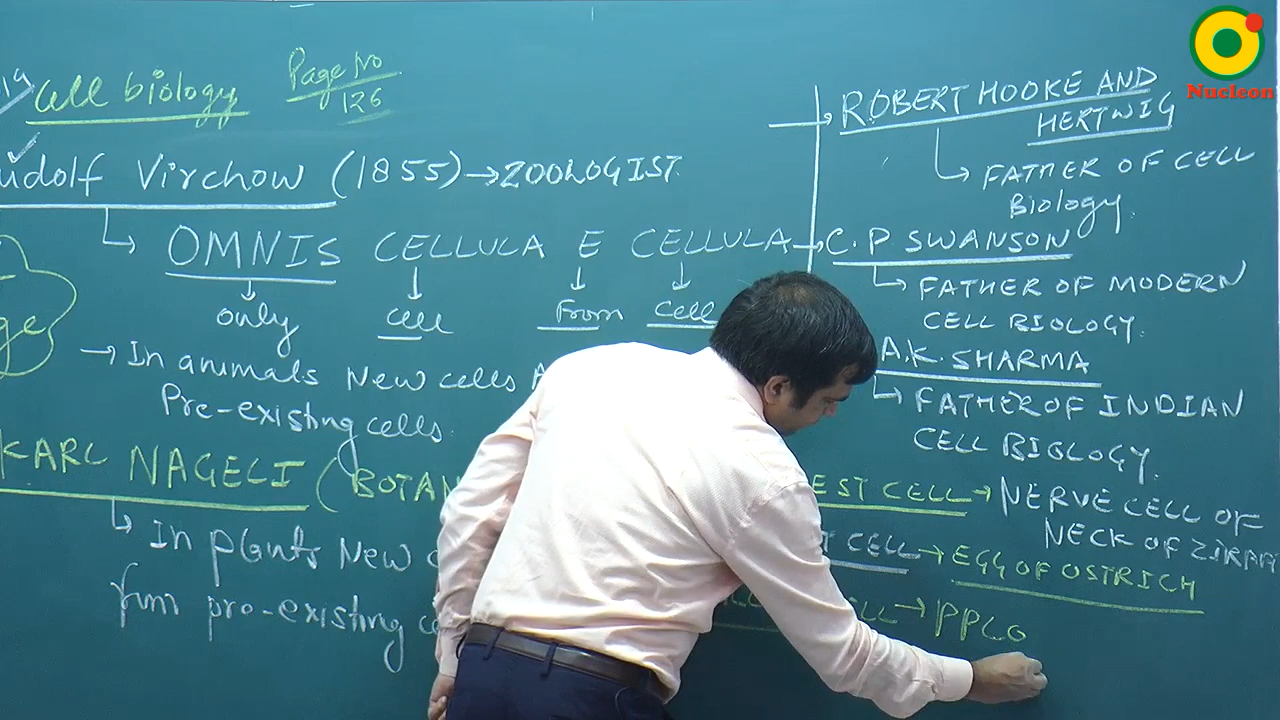 Cell biology
Page no
126
udolf Virchow (1855) → ZOOLOGIST
OMNIS CELLULA E CELLULA
only cell From cell
→ In animals New cells
Pre-existing cells.
KARL NAGELI (BOTAN
In plants New
from pre-existing
ROBERT HOOKE AND
HERTWIG
FATHER OF CELL
Biology.
C.P SWANSON
FATHER OF MODERN
CELL BIOLOGY.
A.K. SHARMA
FATHER OF INDIAN
CELL BIOLOGY.
EST CELL → NERVE CELL OF
NECK OF ZIRAFF
T CELL → EGG OF OSTRICH
LL → PPLO
Nucleon